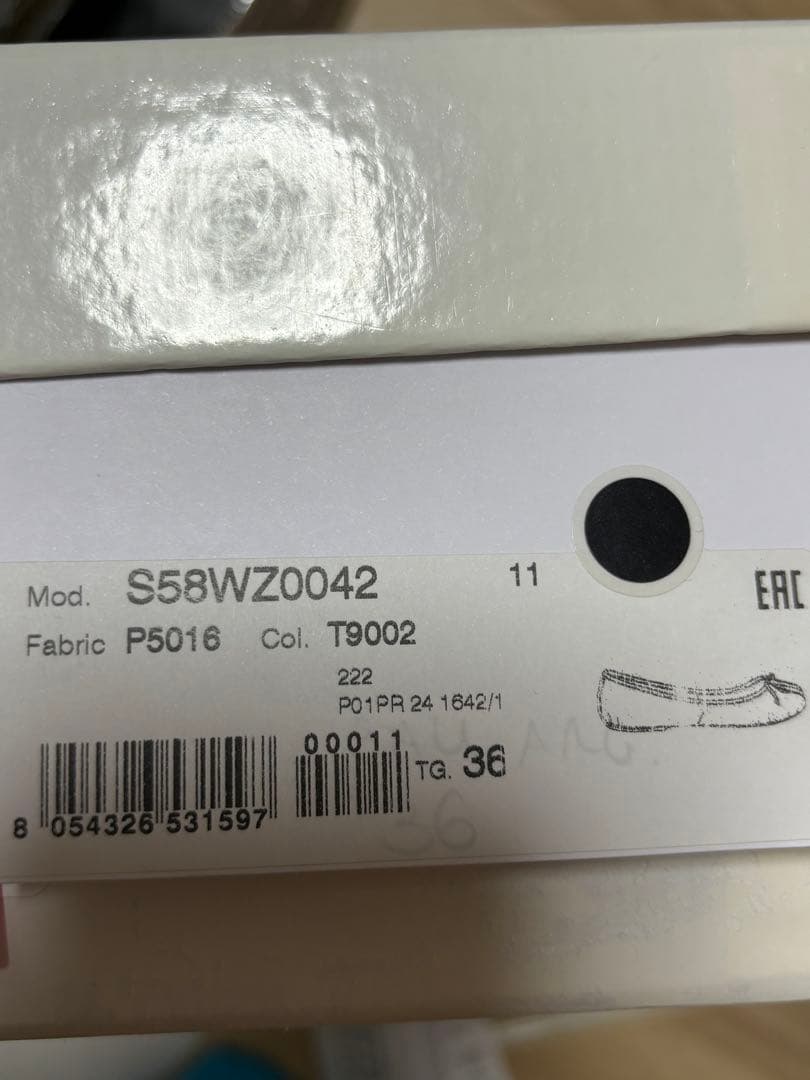 Mod. S58WZ0042 11
EAC
Fabric P5016 Col. T9002
222
P01PR 24 1642/1
00011
TG. 36
8 054326 531597
36